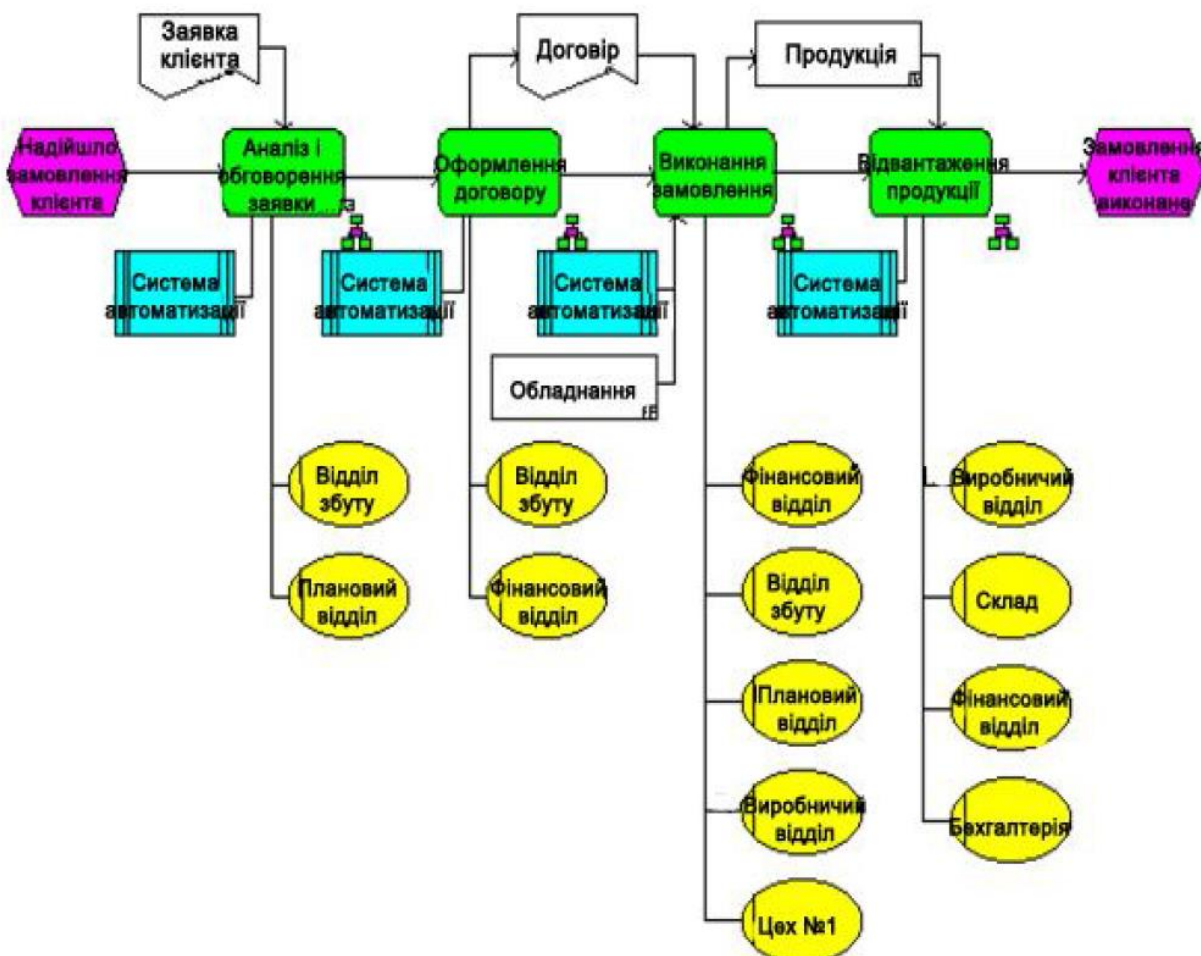 Заявка
клієнта
Договір
Продукція
Надійшло
замовлення
клієнта
Аналіз і
обговорення
заявки
Оформлення
договору
Виконання
замовлення
Відвантаження
продукції
Замовлення
клієнта
виконане
Система
автоматизації
Система
автоматизації
Система
автоматизації
Система
автоматизації
Обладнання
Відділ
збуту
Відділ
збуту
Фінансовий
відділ
Виробничий
відділ
Плановий
відділ
Фінансовий
відділ
Відділ
збуту
Склад
Плановий
відділ
Фінансовий
відділ
Виробничий
відділ
Бехгалтерія
Цех №1